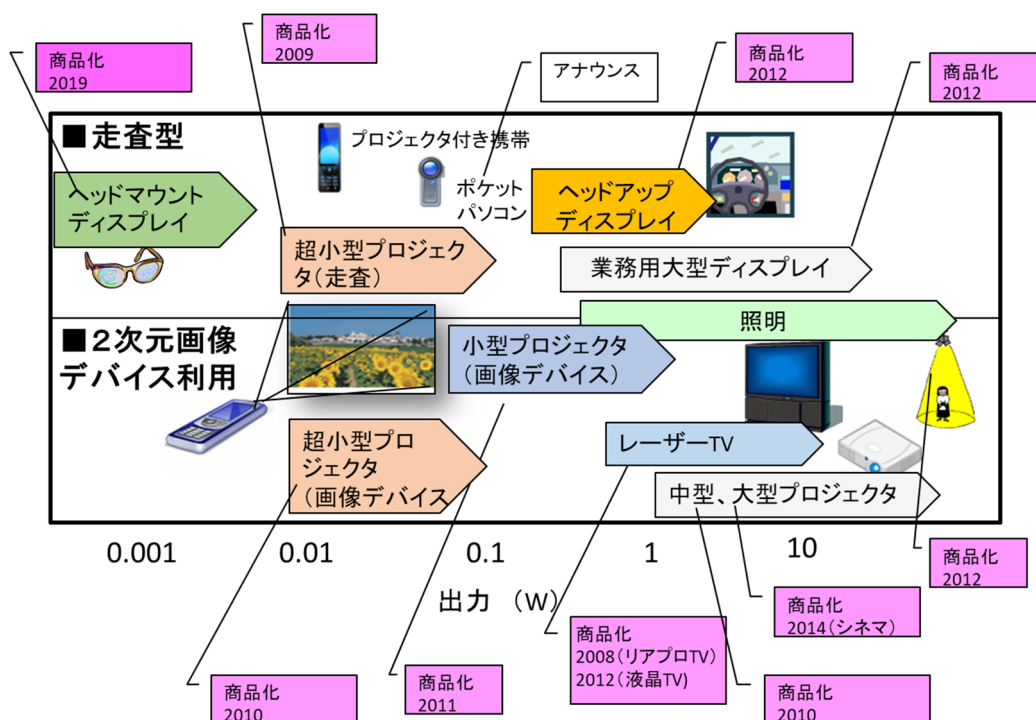 商品化
2009
商品化
2019
アナウンス
商品化
2012
商品化
2012
■走査型
プロジェクタ付き携帯
ポケット
パソコン
ヘッドマウント
ディスプレイ
ヘッドアップ
ディスプレイ
超小型プロジェク
タ(走査)
業務用大型ディスプレイ
照明
■2次元画像
デバイス利用
小型プロジェクタ
(画像デバイス)
超小型プロ
ジェクタ
(画像デバイス
レーザーTV
中型、大型プロジェクタ
0.001
0.01
0.1
1
10
出力 (W)
商品化
2012
商品化
2014(シネマ)
商品化
2008(リアプロTV)
2012(液晶TV)
商品化
2011
商品化
2010
商品化
2010